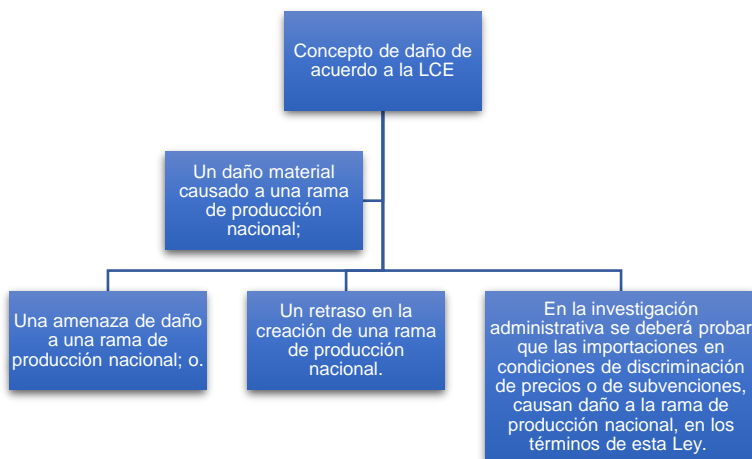 Concepto de daño de
acuerdo a la LCE
Un daño material
causado a una rama
de producción
nacional;
Una amenaza de daño
a una rama de
producción nacional; o.
Un retraso en la
creación de una rama
de producción
nacional.
En la investigación
administrativa se deberá probar
que las importaciones en
condiciones de discriminación
de precios o de subvenciones,
causan daño a la rama de
producción nacional, en los
términos de esta Ley.